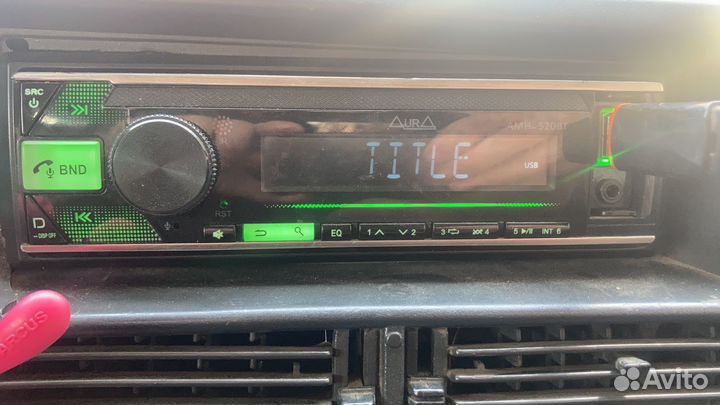 SRC
AURA
AMH-520BT
TITLE
USB
BND
RST
D
DISP OFF
EQ
1
2
3
4
5
INT 6
ARGUS
Avito